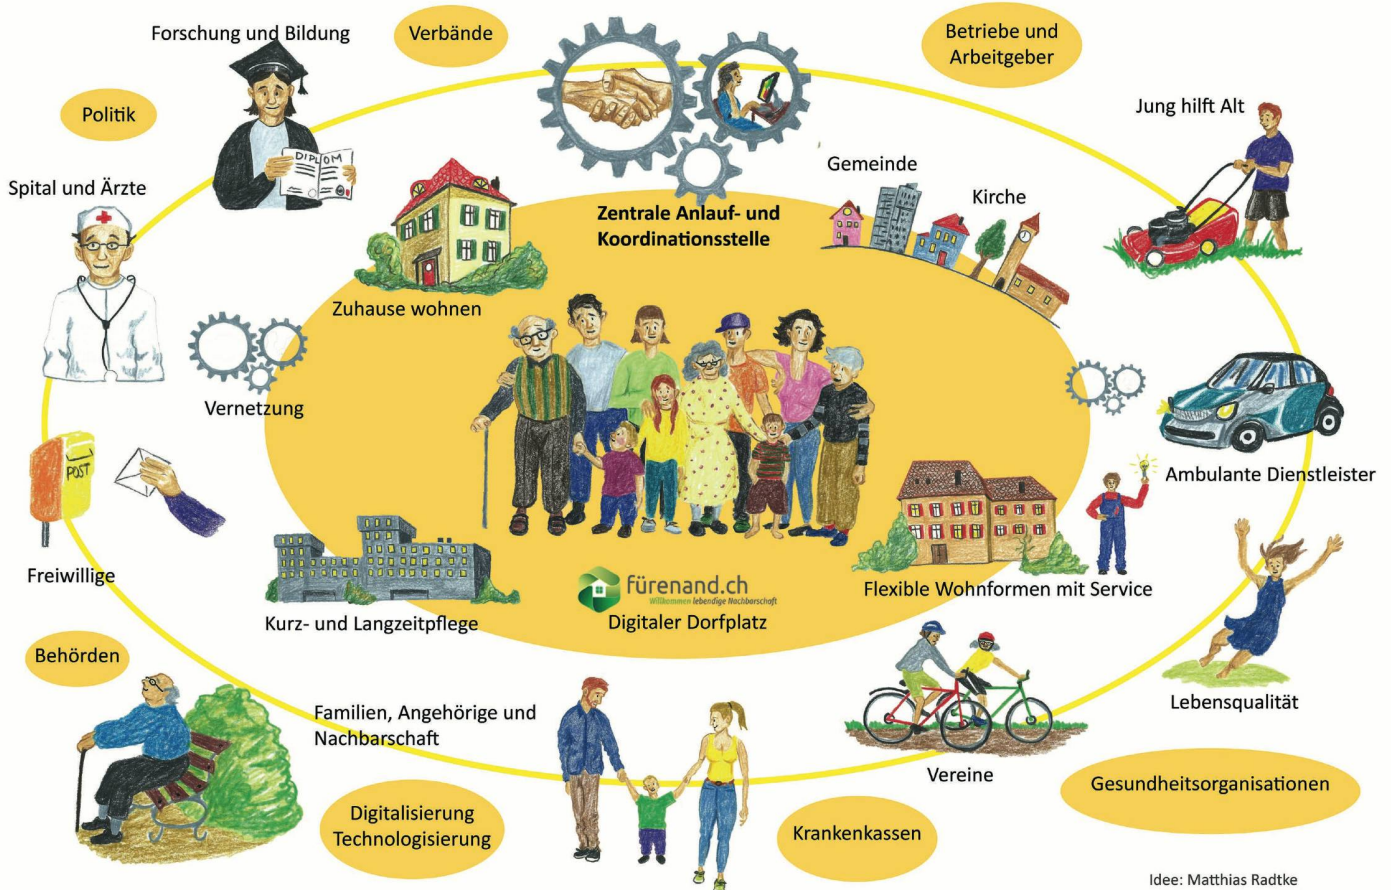 Forschung und Bildung
Verbände
Betriebe und
Arbeitgeber
Politik
Jung hilft Alt
DIPLOM
Spital und Ärzte
Gemeinde
Kirche
Zentrale Anlauf- und
Koordinationsstelle
Zuhause wohnen
Vernetzung
POST
Ambulante Dienstleister
Freiwillige
fürenand.ch
Willkommen lebendige Nachbarschaft
Digitaler Dorfplatz
Flexible Wohnformen mit Service
Kurz- und Langzeitpflege
Behörden
Lebensqualität
Familien, Angehörige und
Nachbarschaft
Vereine
Gesundheitsorganisationen
Digitalisierung
Technologisierung
Krankenkassen
Idee: Matthias Radtke